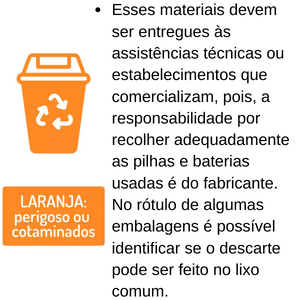 • Esses materiais devem
ser entregues às
assistências técnicas ou
estabelecimentos que
comercializam, pois, a
responsabilidade por
recolher adequadamente
as pilhas e baterias
usadas é do fabricante.
No rótulo de algumas
embalagens é possível
identificar se o descarte
pode ser feito no lixo
comum.
LARANJA:
perigoso ou
cotaminados